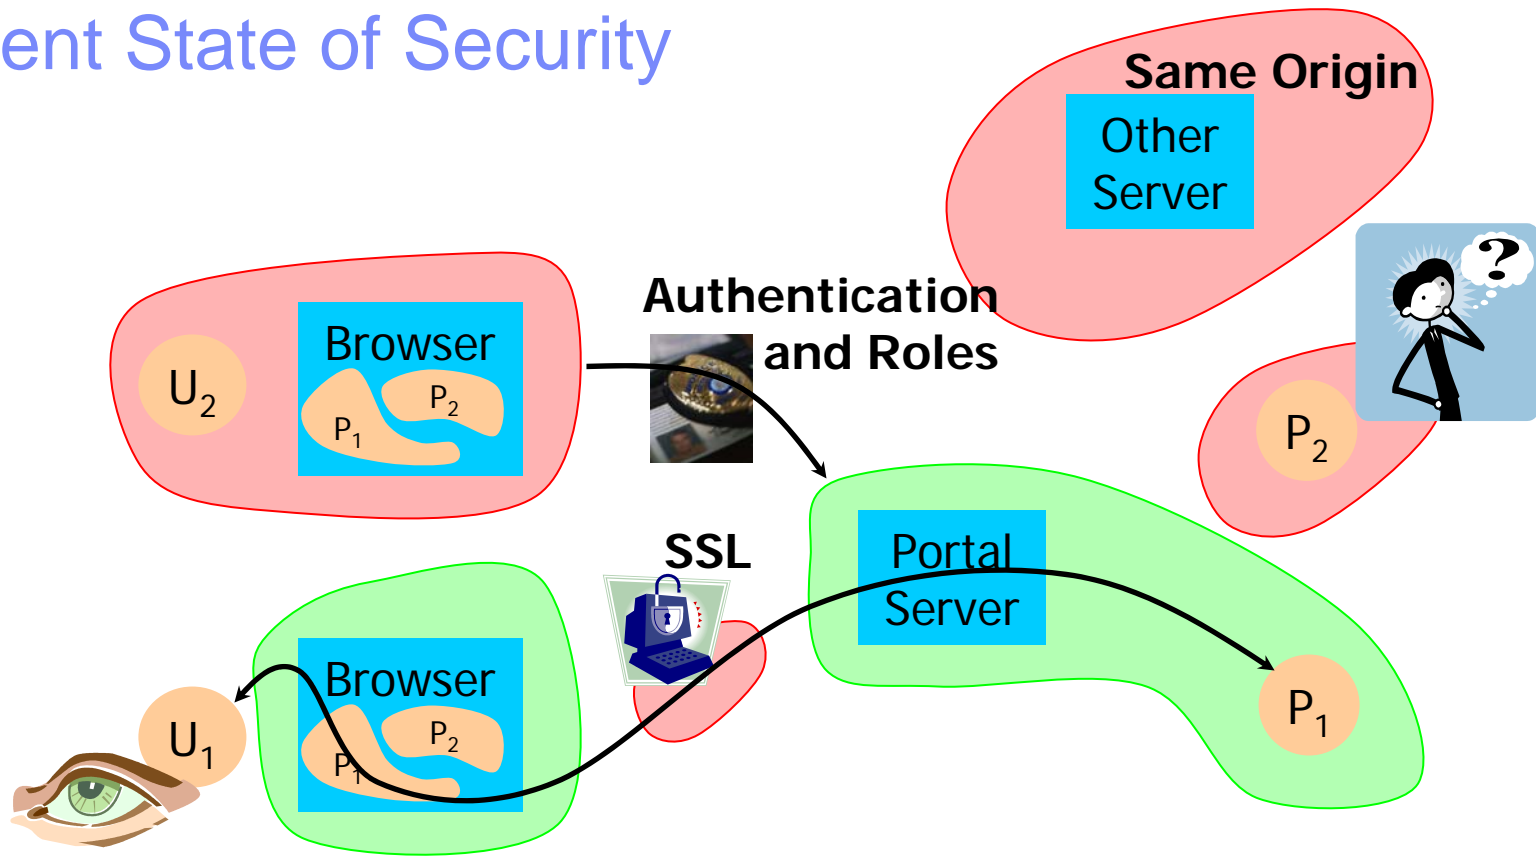 ent State of Security
Same Origin
Other
Server
?
Authentication
and Roles
Browser
U2
P2
P1
P2
SSL
Portal
Server
Browser
U1
P2
P1
P1